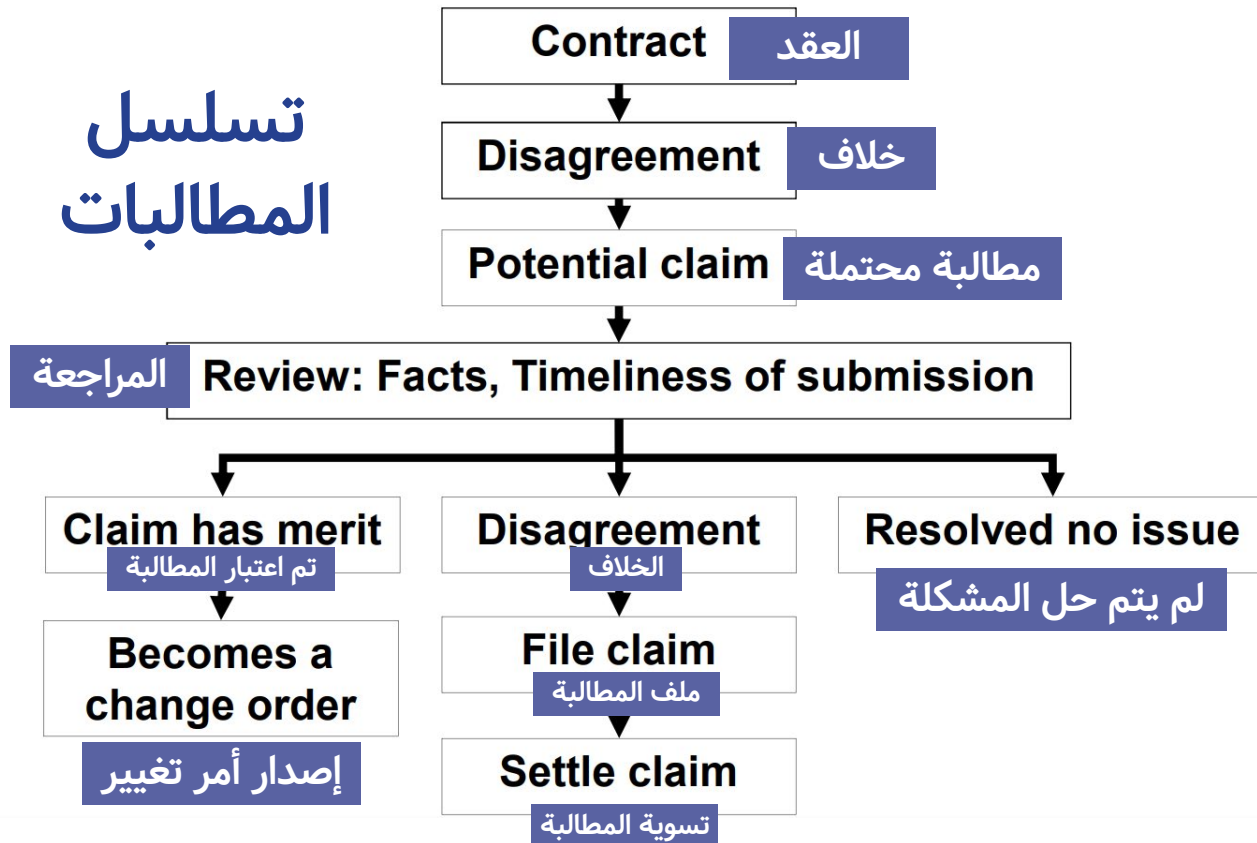 تسلسل
المطالبات
Contract العقد
Disagreement خلاف
Potential claim مطالبة محتملة
المراجعة Review: Facts, Timeliness of submission
Claim has merit
تم اعتبار المطالبة
Becomes a
change order
إصدار أمر تغيير
Disagreement
الخلاف
File claim
ملف المطالبة
Settle claim
تسوية المطالبة
Resolved no issue
لم يتم حل المشكلة